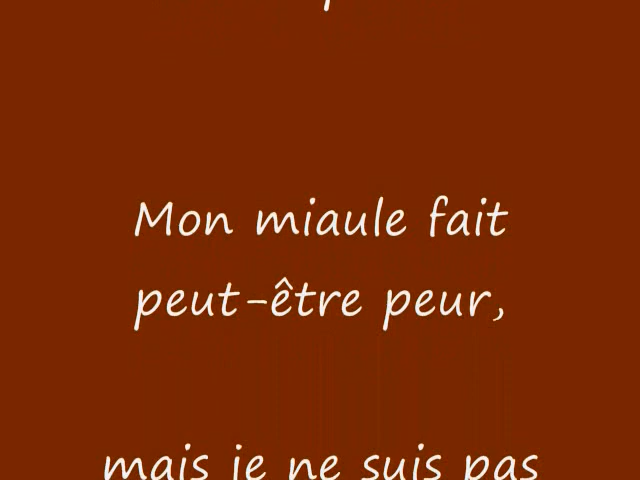 Mon miaule fait
peut-être peur,
mais je ne suis pas